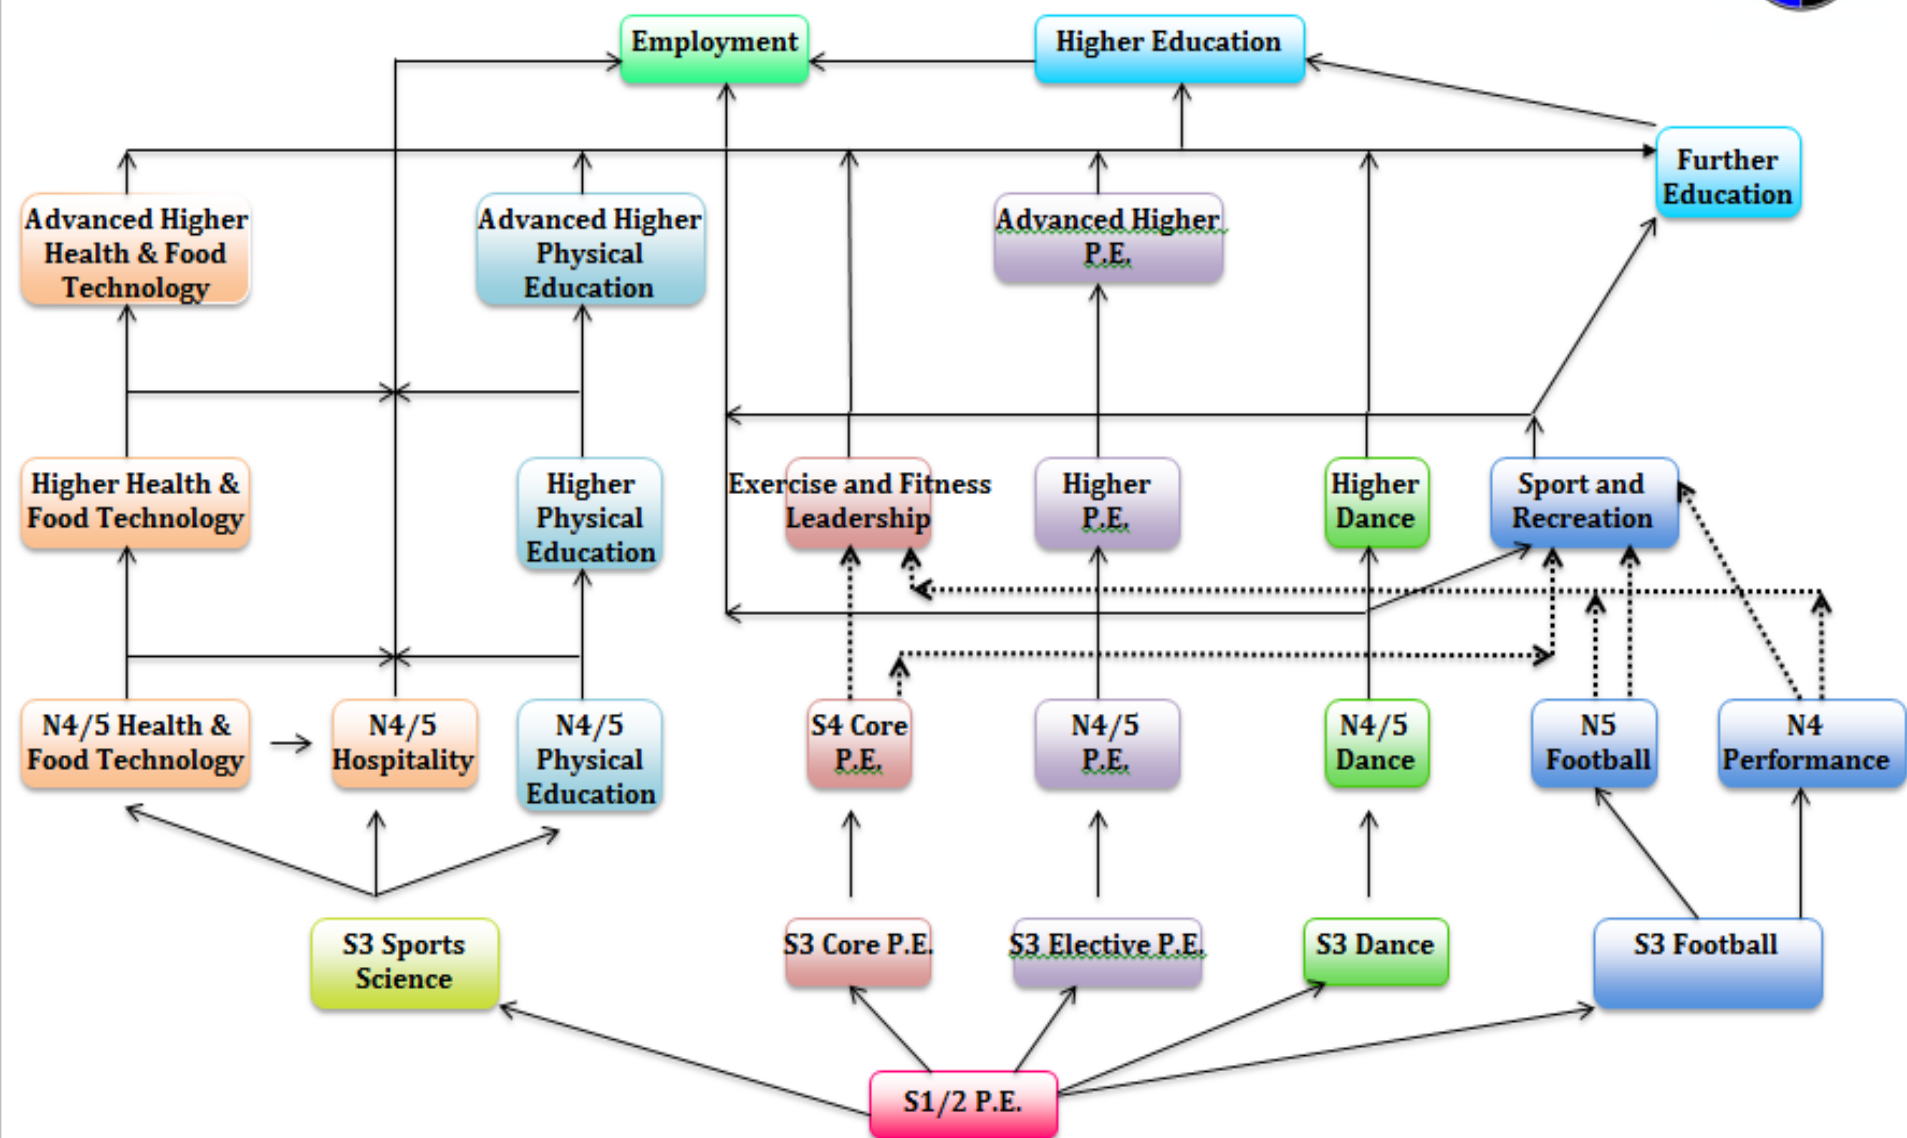 Employment
Higher Education
Further
Education
Advanced Higher
Health & Food
Technology
Advanced Higher
Physical
Education
Advanced Higher
P.E.
Higher Health &
Food Technology
Higher
Physical
Education
Exercise and Fitness
Leadership
Higher
P.E.
Higher
Dance
Sport and
Recreation
N4/5 Health &
Food Technology
N4/5
Hospitality
N4/5
Physical
Education
S4 Core
P.E.
N4/5
P.E.
N4/5
Dance
N5
Football
N4
Performance
S3 Sports
Science
S3 Core P.E.
S3 Elective P.E.
S3 Dance
S3 Football
S1/2 P.E.